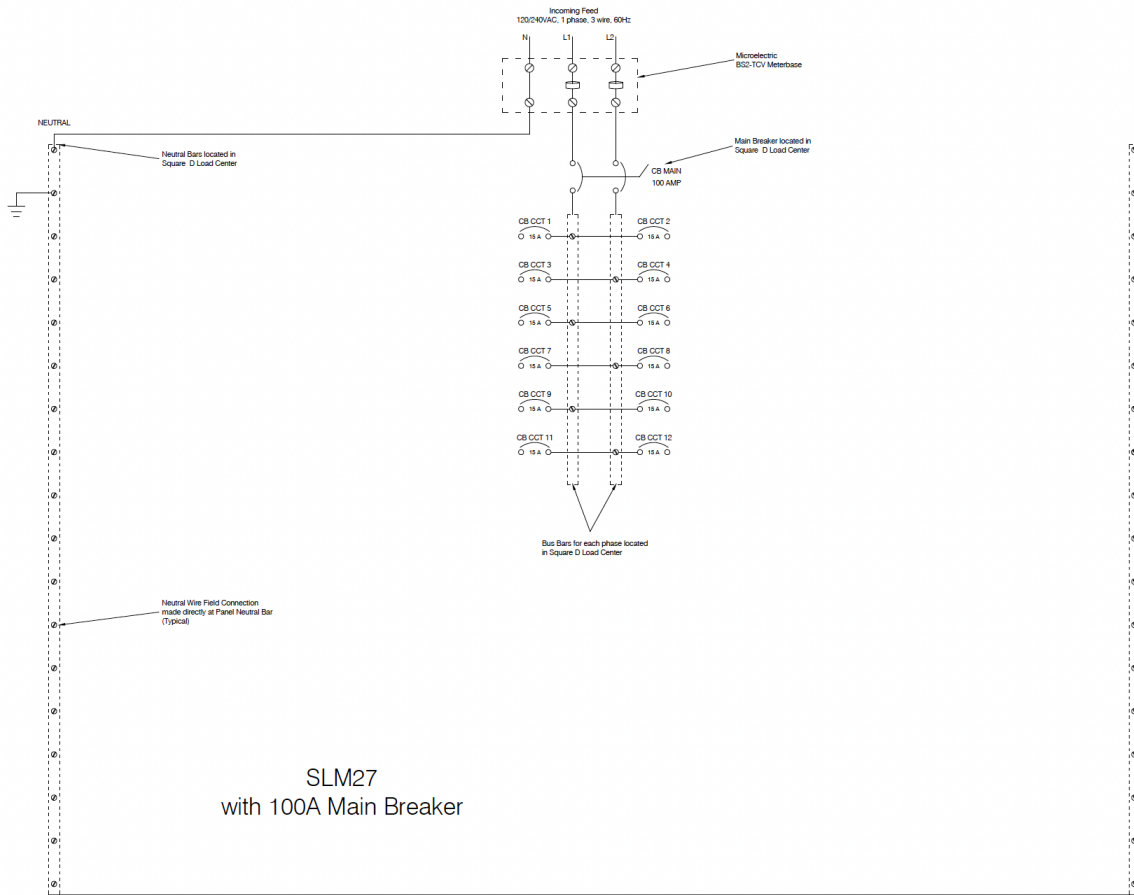 Incoming Feed
120/240VAC, 1 phase, 3 wire, 60Hz
N L1 L2
Microelectric
BS2-TCV Meterbase
NEUTRAL
Neutral Bars located in
Square D Load Center
Main Breaker located in
Square D Load Center
CB MAIN
100 AMP
CB CCT 1 CB CCT 2
15 A 15 A
CB CCT 3 CB CCT 4
15 A 15 A
CB CCT 5 CB CCT 6
15 A 15 A
CB CCT 7 CB CCT 8
15 A 15 A
CB CCT 9 CB CCT 10
15 A 15 A
CB CCT 11 CB CCT 12
15 A 15 A
Bus Bars for each phase located
in Square D Load Center
Neutral Wire Field Connection
made directly at Panel Neutral Bar
(Typical)
SLM27
with 100A Main Breaker